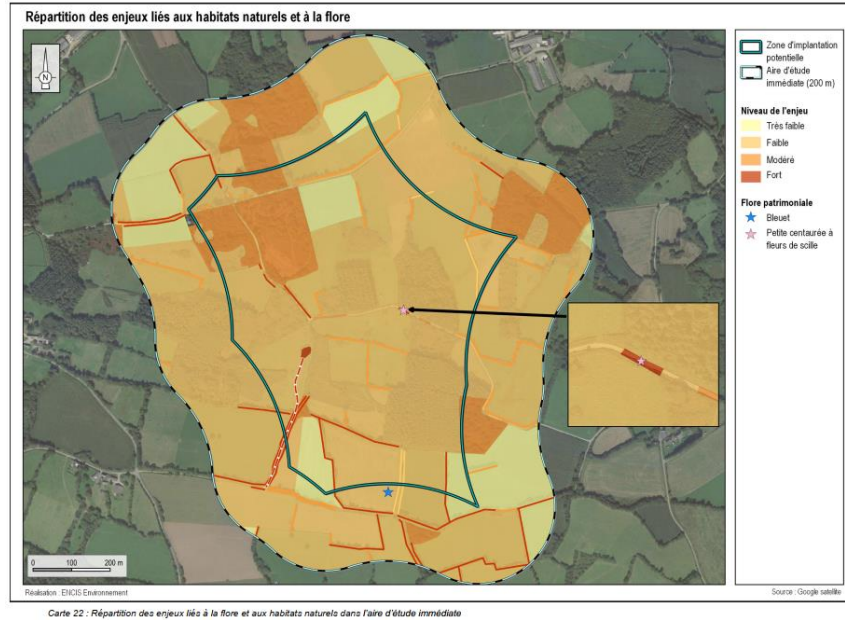 Répartition des enjeux liés aux habitats naturels et à la flore
N
Zone d'implantation
potentielle
Aire d'étude
immédiate (200 m)
Niveau de l'enjeu
Très faible
Faible
Modéré
Fort
Flore patrimoniale
Bleuet
Petite centaurée à
fleurs de scille
0 100 200 m
Réalisation : ENCIS Environnement
Source : Google satellite
Carte 22 : Répartition des enjeux liés à la flore et aux habitats naturels dans l'aire d'étude immédiate